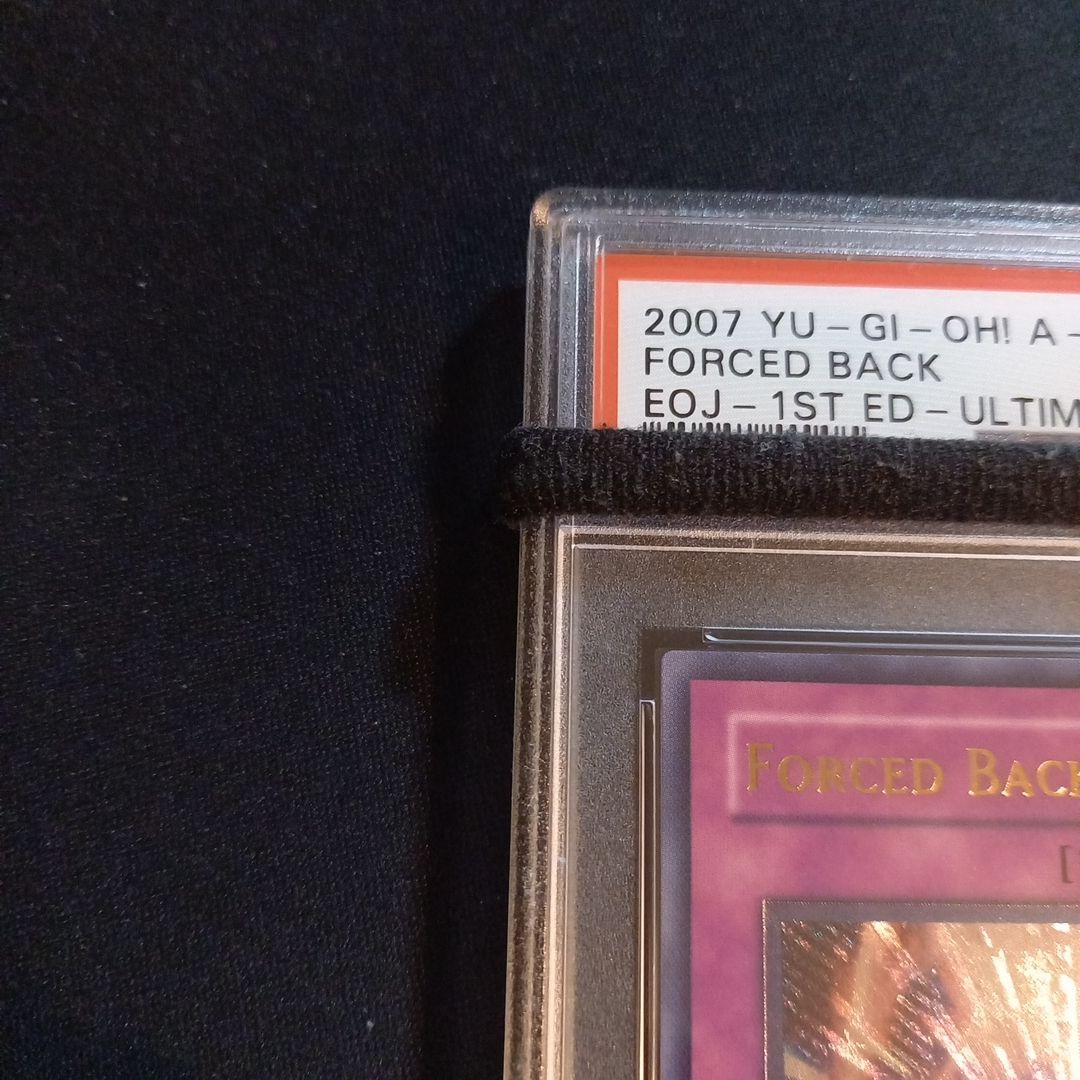 2007 YU-GI-OH! A-
FORCED BACK
EOJ-1ST ED-ULTIM
FORCED BACK
[